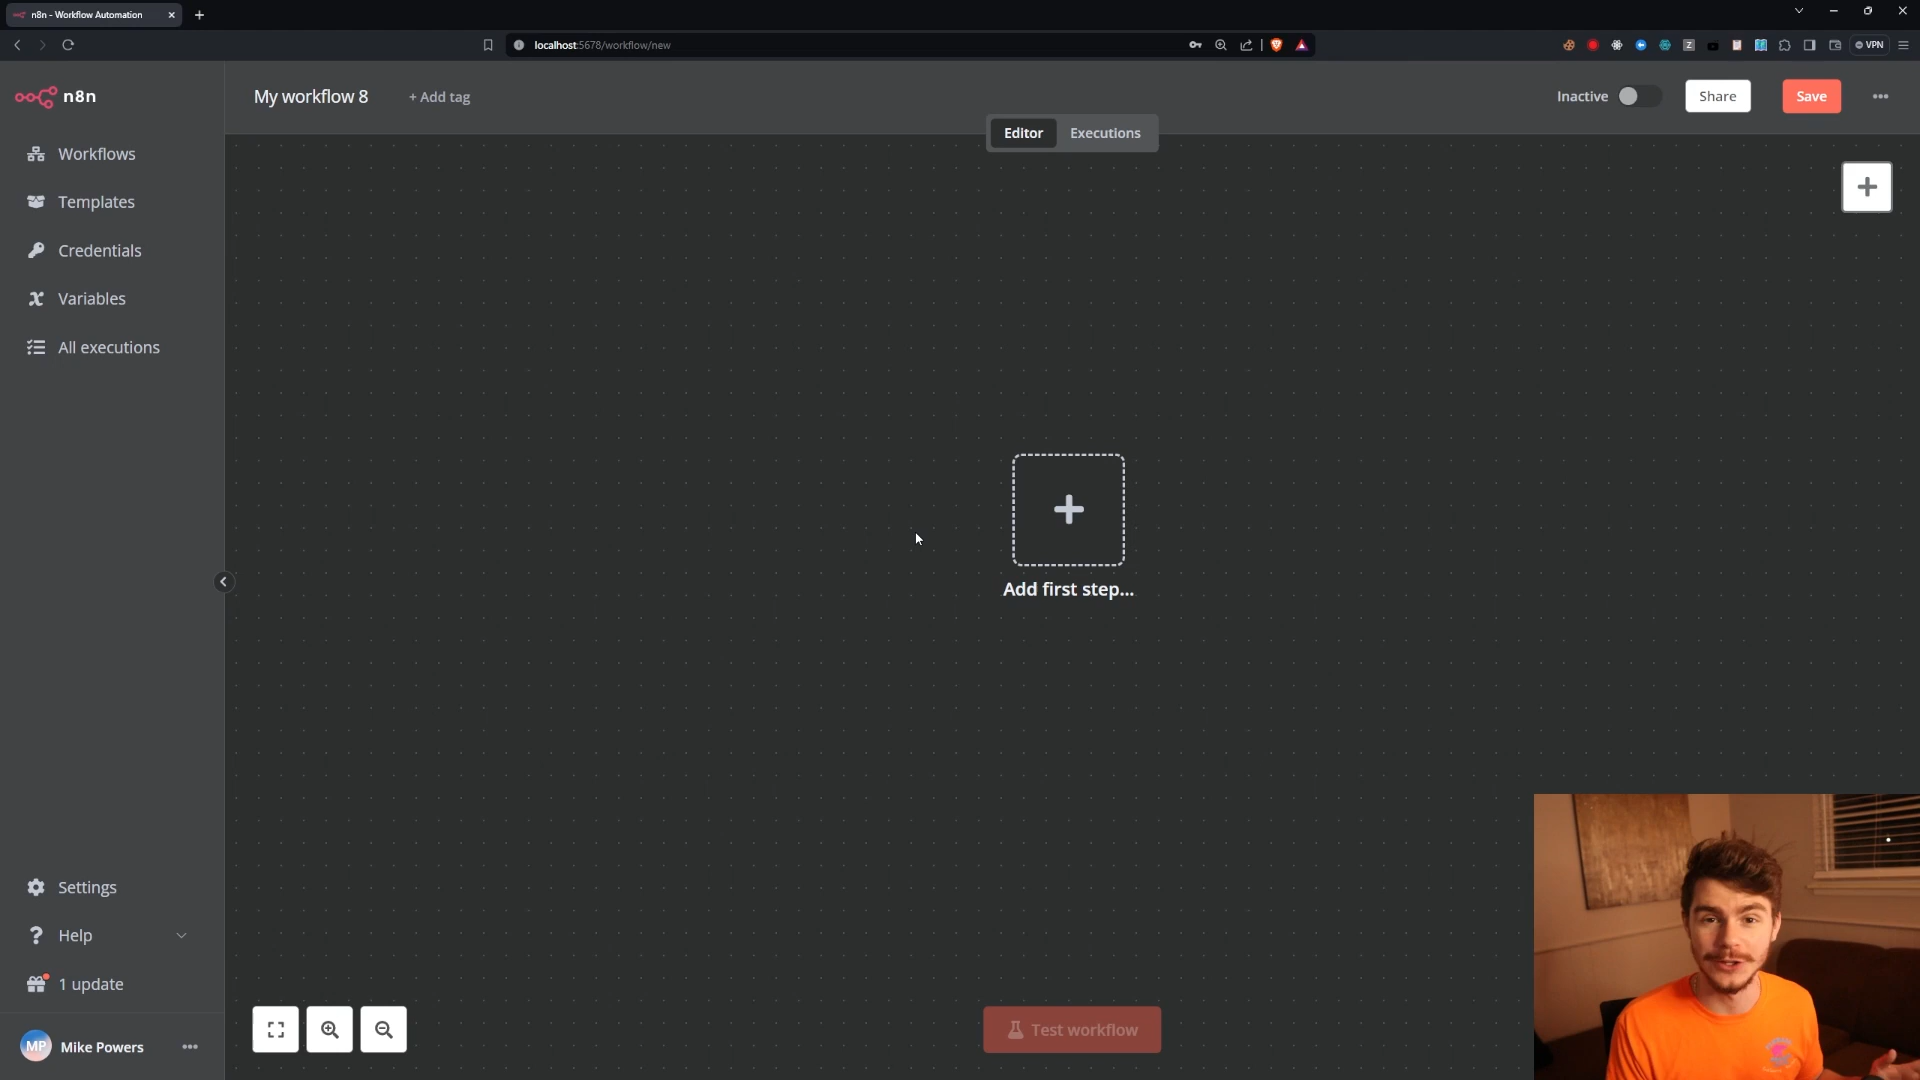 n8n - Workflow Automation
localhost:5678/workflow/new
VPN
n8n
My workflow 8
+ Add tag
Inactive
Share
Save
Editor
Executions
Workflows
Templates
Credentials
Variables
All executions
Add first step...
Settings
Help
1 update
Test workflow
MP
Mike Powers